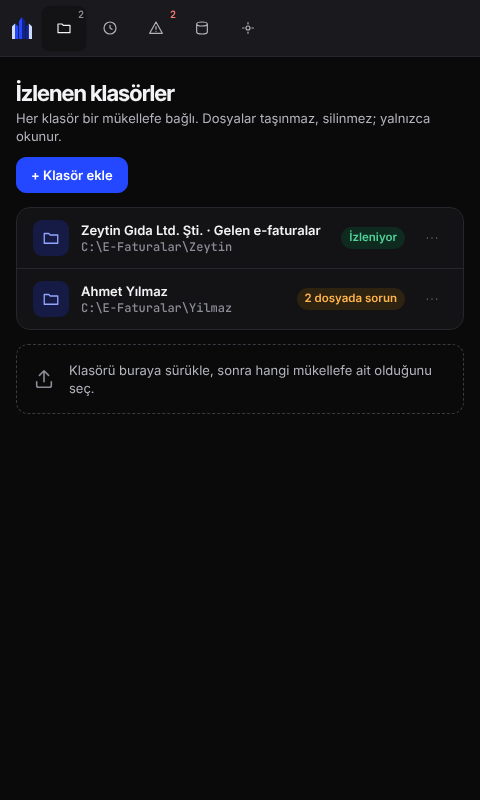 2
2
İzlenen klasörler
Her klasör bir mükellefe bağlı. Dosyalar taşınmaz, silinmez; yalnızca
okunur.
+ Klasör ekle
Zeytin Gıda Ltd. Şti. · Gelen e-faturalar
C:\E-Faturalar\Zeytin
İzleniyor
...
Ahmet Yılmaz
C:\E-Faturalar\Yilmaz
2 dosyada sorun
...
Klasörü buraya sürükle, sonra hangi mükellefe ait olduğunu
seç.